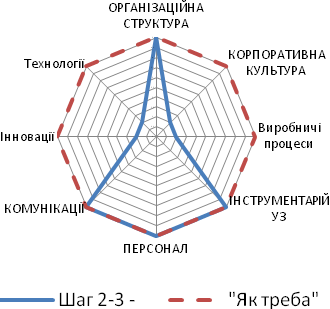 ОРГАНІЗАЦІЙНА
СТРУКТУРА
КОРПОРАТИВНА
КУЛЬТУРА
Виробничі
процеси
ІНСТРУМЕНТАРІЙ
УЗ
ПЕРСОНАЛ
КОМУНІКАЦІЇ
Інновації
Технології
Шаг 2-3 -
"Як треба"